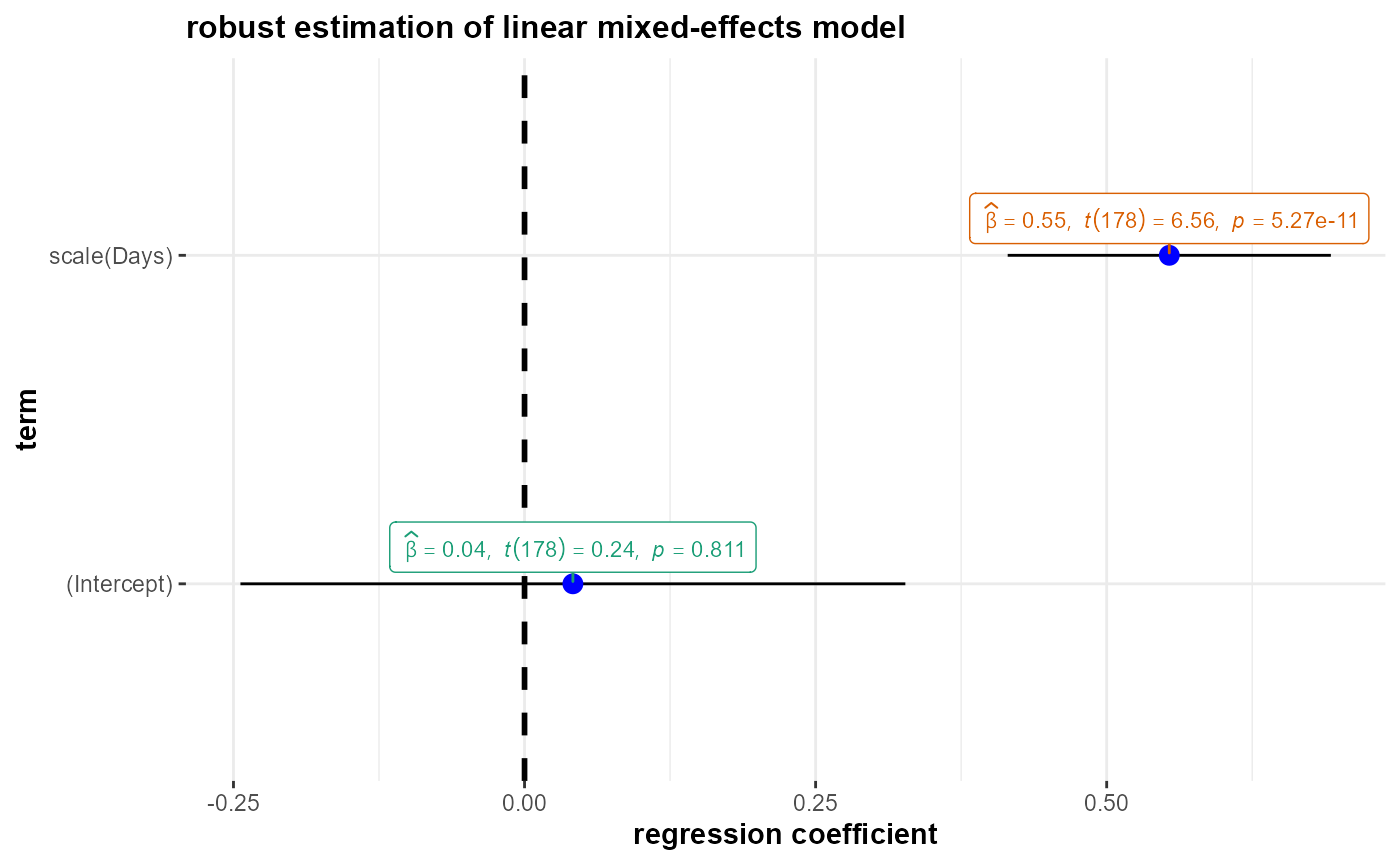 robust estimation of linear mixed-effects model
scale(Days)
β̂ = 0.55, t(178) = 6.56, p = 5.27e-11
term
β̂ = 0.04, t(178) = 0.24, p = 0.811
(Intercept)
-0.25 0.00 0.25 0.50
regression coefficient